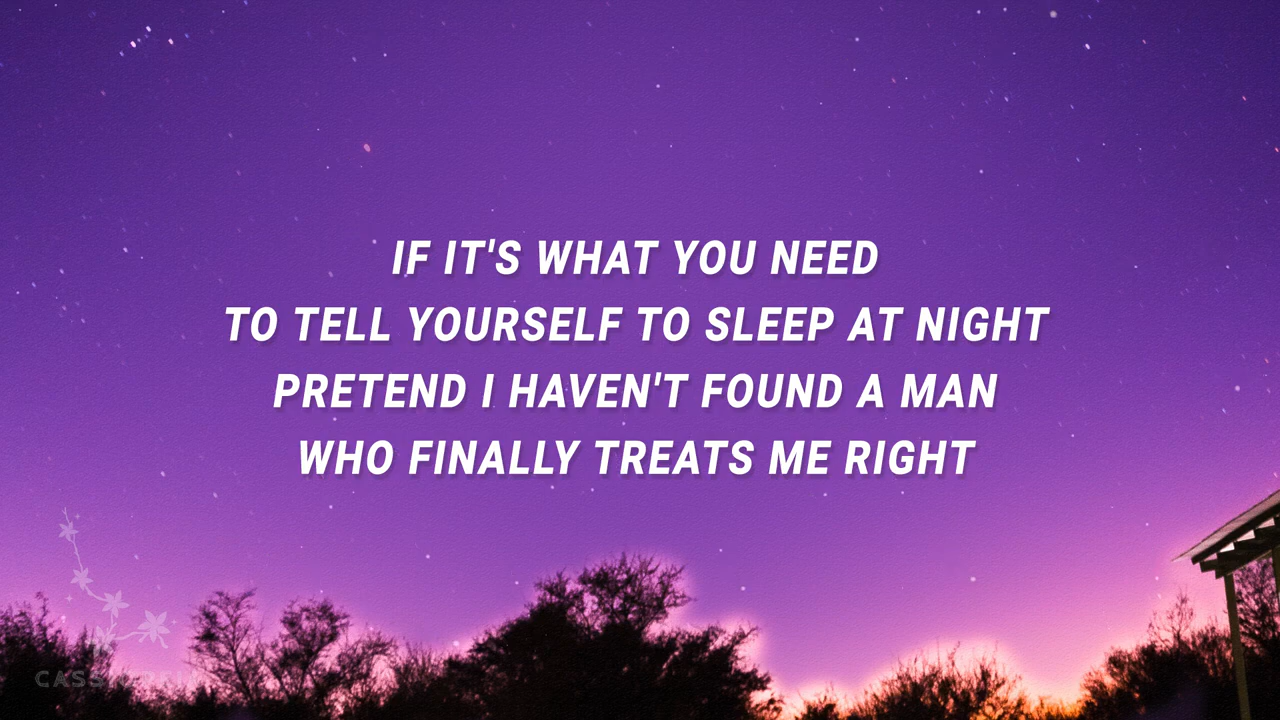 IF IT'S WHAT YOU NEED
TO TELL YOURSELF TO SLEEP AT NIGHT
PRETEND I HAVEN'T FOUND A MAN
WHO FINALLY TREATS ME RIGHT